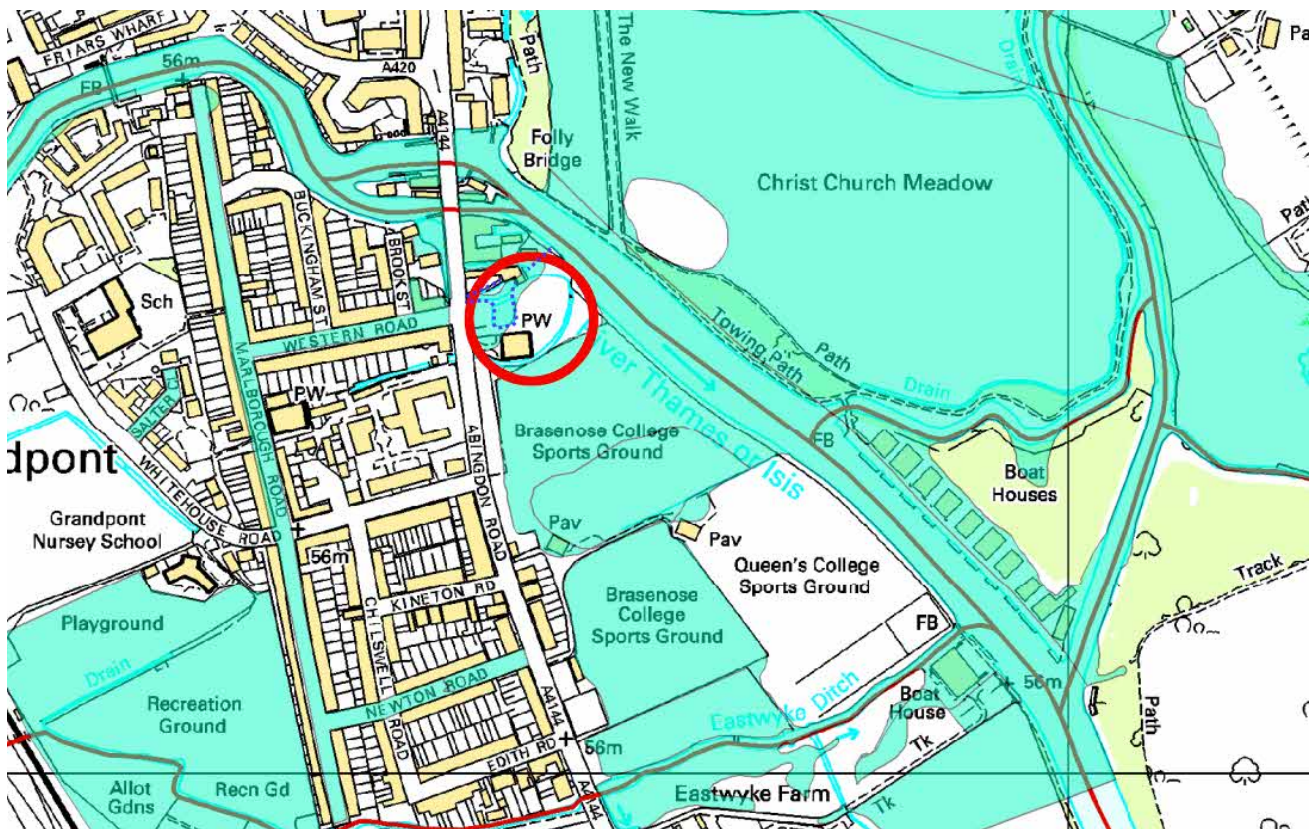 FRIARS WHARF
56m
FB
A420
A4144
Path
The New Walk
Drain
Pa
Path
Folly
Bridge
Christ Church Meadow
Path
Sch
BUCKINGHAM ST
BROOK ST
WESTERN ROAD
PW
MARLBOROUGH ROAD
SALTER CL
PW
Towing Path
Path
Drain
River Thames or Isis
FB
dpont
WHITEHOUSE ROAD
ABINGDON ROAD
Brasenose College
Sports Ground
Boat
Houses
Grandpont
Nursey School
56m
Pav
Pav
Queen's College
Sports Ground
Track
KINETON RD
CHILSWELL ROAD
Brasenose
College
Sports Ground
FB
Playground
Drain
Recreation
Ground
NEWTON ROAD
A4144
EDITH RD
56m
Eastwyke Ditch
Boat
House
56m
Path
Tk
Allot
Gdns
Recn Gd
A4144
Eastwyke Farm
Tk